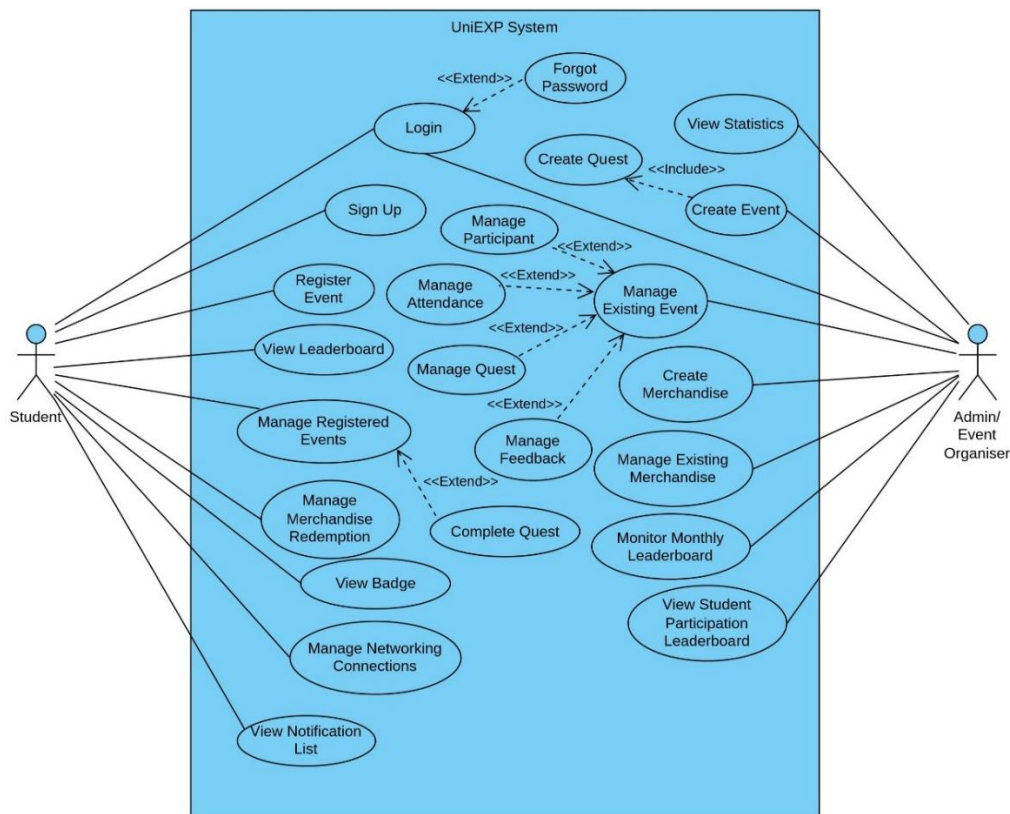 UniEXP System
<<Extend>>
Forgot
Password
Login
View Statistics
Create Quest
<<Include>>
Create Event
Sign Up
Manage
Participant
<<Extend>>
Register
Event
Manage
Attendance
<<Extend>>
Manage
Existing Event
View Leaderboard
Manage Quest
<<Extend>>
Create
Merchandise
Student
Admin/
Event
Organiser
Manage Registered
Events
<<Extend>>
Manage
Feedback
Manage Existing
Merchandise
<<Extend>>
Manage
Merchandise
Redemption
Complete Quest
Monitor Monthly
Leaderboard
View Badge
View Student
Participation
Leaderboard
Manage Networking
Connections
View Notification
List